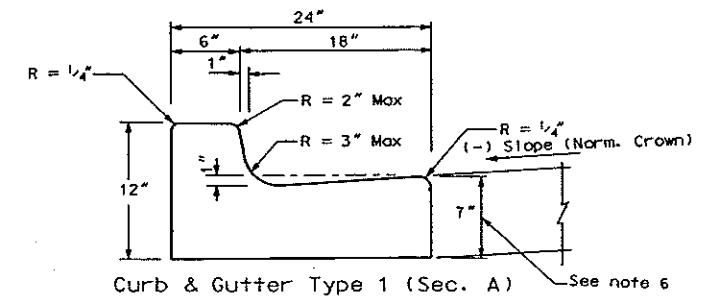 24"
6"
18"
1"
R = 1/4"
R = 2" Max
R = 1/4"
(-) Slope (Norm. Crown)
R = 3" Max
1"
12"
7"
Curb & Gutter Type 1 (Sec. A)
See note 6